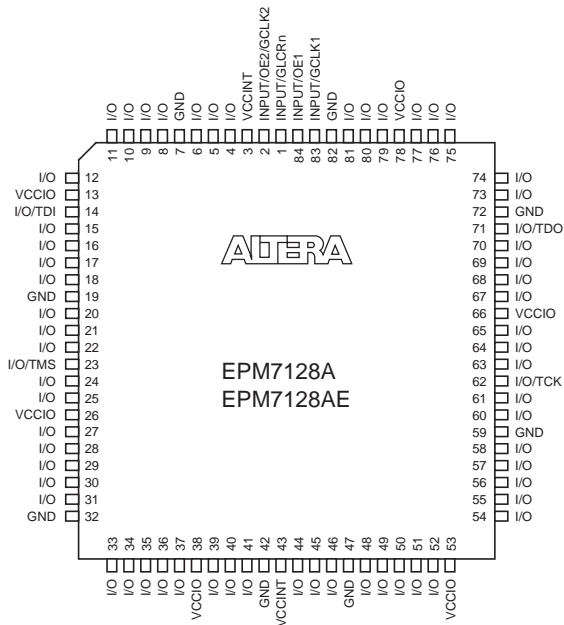 I/O I/O I/O I/O GND I/O I/O I/O VCCINT INPUT/OE2/GCLK2 INPUT/GLCRn INPUT/OE1 INPUT/GCLK1 GND I/O I/O I/O VCCIO I/O I/O I/O
11 10 9 8 7 6 5 4 3 2 1 84 83 82 81 80 79 78 77 76 75
I/O 12 74 I/O
VCCIO 13 73 I/O
I/O/TDI 14 72 GND
I/O 15 71 I/O/TDO
I/O 16 70 I/O
I/O 17 69 I/O
I/O 18 68 I/O
GND 19 67 I/O
I/O 20 66 VCCIO
I/O 21 65 I/O
I/O 22 64 I/O
I/O/TMS 23 63 I/O
I/O 24 62 I/O/TCK
I/O 25 61 I/O
VCCIO 26 60 I/O
I/O 27 59 GND
I/O 28 58 I/O
I/O 29 57 I/O
I/O 30 56 I/O
I/O 31 55 I/O
GND 32 54 I/O
ALTERA
EPM7128A
EPM7128AE
33 34 35 36 37 38 39 40 41 42 43 44 45 46 47 48 49 50 51 52 53
I/O I/O I/O I/O I/O VCCIO I/O I/O I/O GND VCCINT I/O I/O I/O GND I/O I/O I/O I/O I/O VCCIO